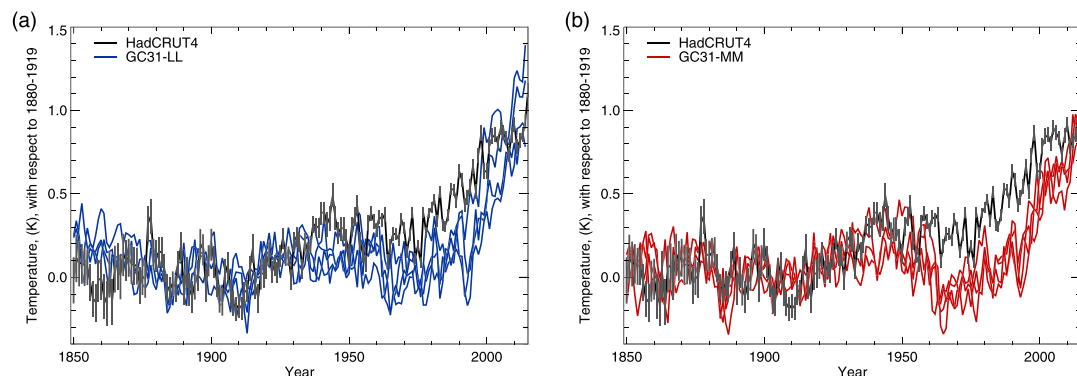 (a)
Temperature, (K), with respect to 1880-1919
1.5
1.0
0.5
0.0
HadCRUT4
GC31-LL
1850
1900
1950
2000
Year
(b)
Temperature, (K), with respect to 1880-1919
1.5
1.0
0.5
0.0
HadCRUT4
GC31-MM
1850
1900
1950
2000
Year